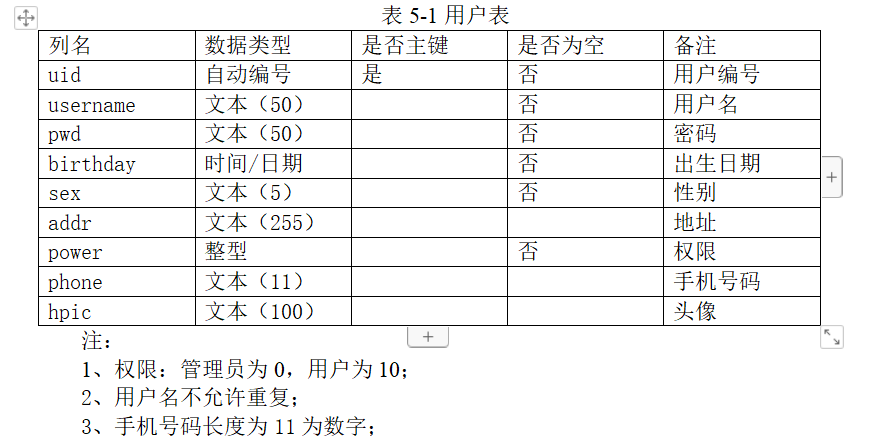 表 5-1 用户表
列名 数据类型 是否主键 是否为空 备注
uid 自动编号 是 否 用户编号
username 文本（50） 否 用户名
pwd 文本（50） 否 密码
birthday 时间/日期 否 出生日期
sex 文本（5） 否 性别
addr 文本（255） 地址
power 整型 否 权限
phone 文本（11） 手机号码
hpic 文本（100） 头像
注：
1、权限：管理员为 0，用户为 10；
2、用户名不允许重复；
3、手机号码长度为 11 为数字；